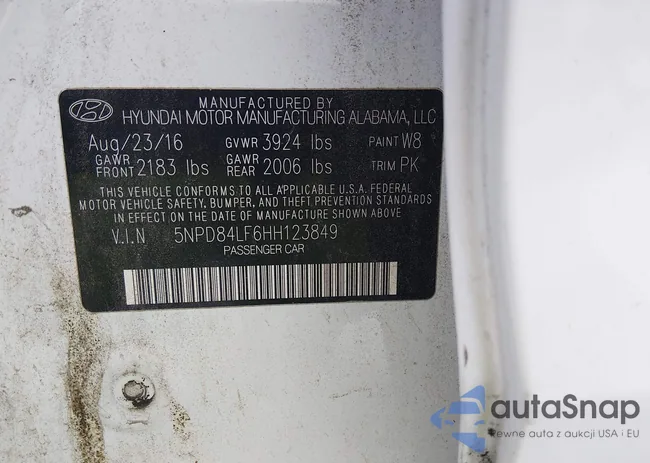 MANUFACTURED BY
HYUNDAI MOTOR MANUFACTURING ALABAMA, LLC
Aug/23/16 GVWR 3924 lbs PAINT W8
GAWR FRONT 2183 lbs GAWR REAR 2006 lbs TRIM PK
THIS VEHICLE CONFORMS TO ALL APPLICABLE U.S.A. FEDERAL
MOTOR VEHICLE SAFETY, BUMPER, AND THEFT PREVENTION STANDARDS
IN EFFECT ON THE DATE OF MANUFACTURE SHOWN ABOVE
V.I.N 5NPD84LF6HH123849
PASSENGER CAR
autaSnap
Pewne auta z aukcji USA i EU